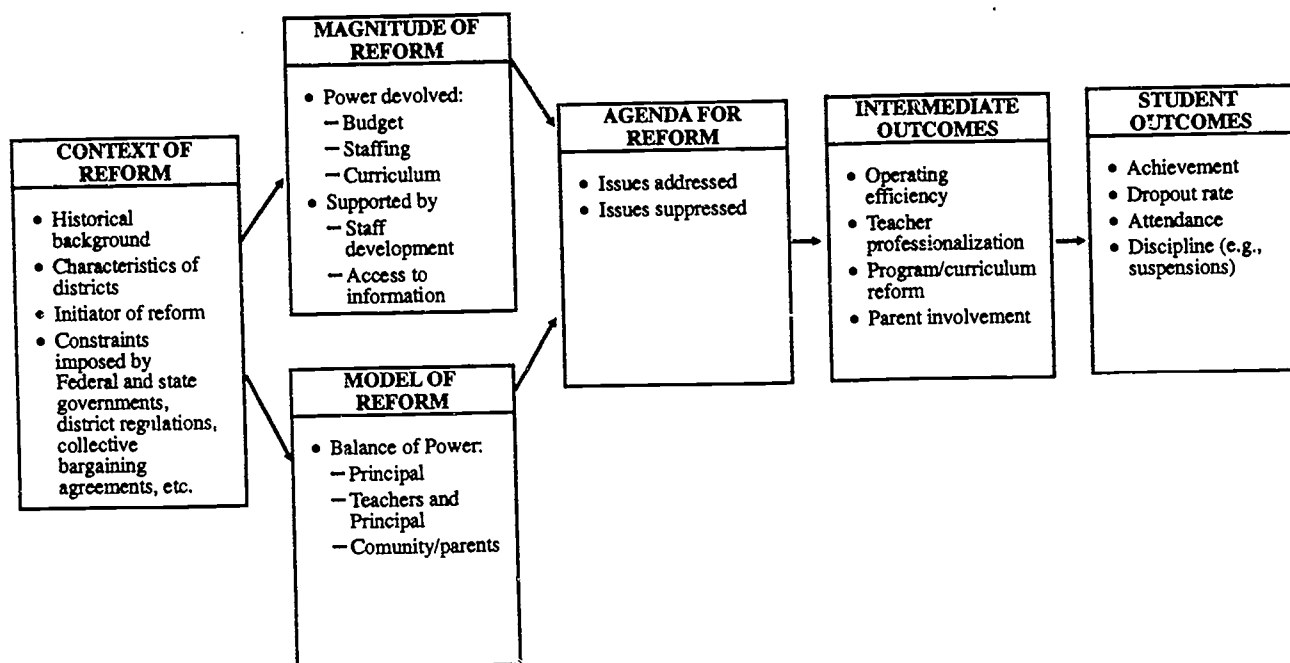 CONTEXT OF
REFORM
• Historical
background
• Characteristics of
districts
• Initiator of reform
• Constraints
imposed by
Federal and state
governments,
district regulations,
collective
bargaining
agreements, etc.
MAGNITUDE OF
REFORM
• Power devolved:
— Budget
— Staffing
— Curriculum
• Supported by
— Staff
development
— Access to
information
MODEL OF
REFORM
• Balance of Power:
— Principal
— Teachers and
Principal
— Comunity/parents
AGENDA FOR
REFORM
• Issues addressed
• Issues suppressed
INTERMEDIATE
OUTCOMES
• Operating
efficiency
• Teacher
professionalization
• Program/curriculum
reform
• Parent involvement
STUDENT
OUTCOMES
• Achievement
• Dropout rate
• Attendance
• Discipline (e.g.,
suspensions)